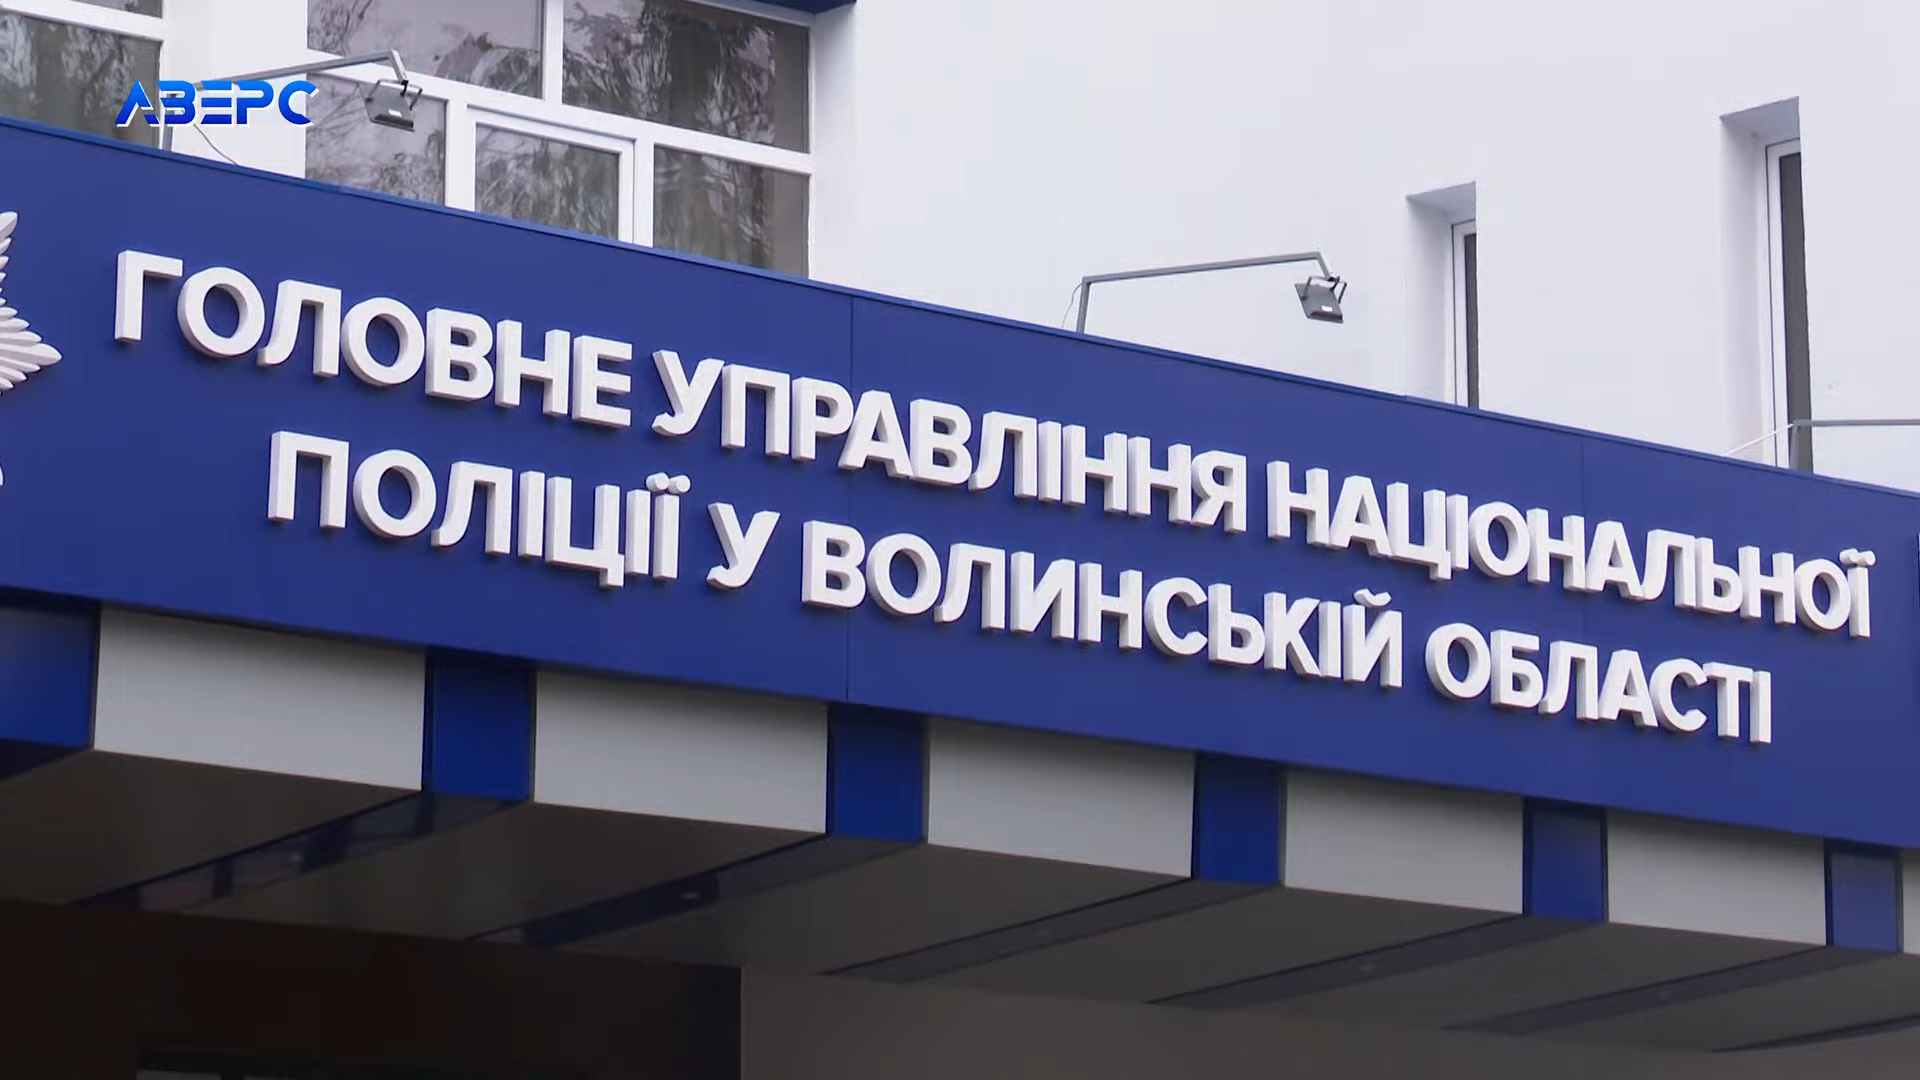 АВЕРС
ГОЛОВНЕ УПРАВЛІННЯ НАЦІОНАЛЬНОЇ
ПОЛІЦІЇ У ВОЛИНСЬКІЙ ОБЛАСТІ